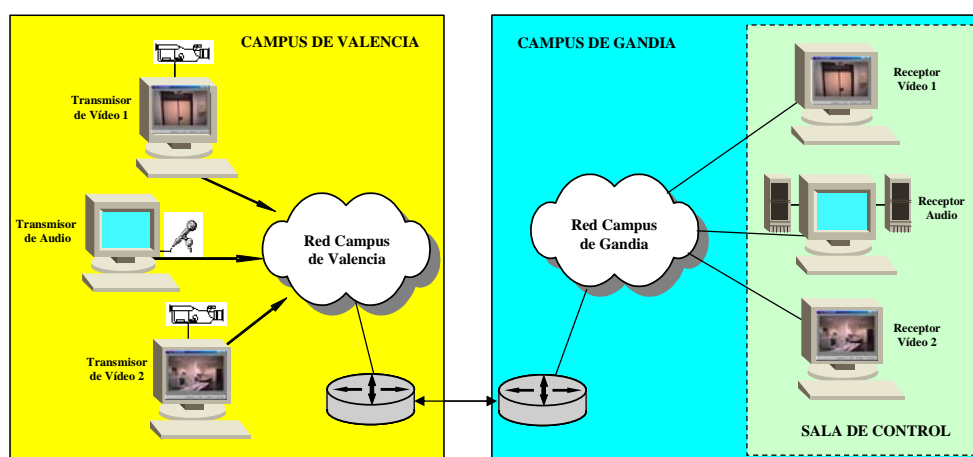 CAMPUS DE VALENCIA
Transmisor
de Vídeo 1
Transmisor
de Audio
Transmisor
de Vídeo 2
Red Campus
de Valencia
CAMPUS DE GANDIA
Red Campus
de Gandia
Receptor
Vídeo 1
Receptor
Audio
Receptor
Vídeo 2
SALA DE CONTROL